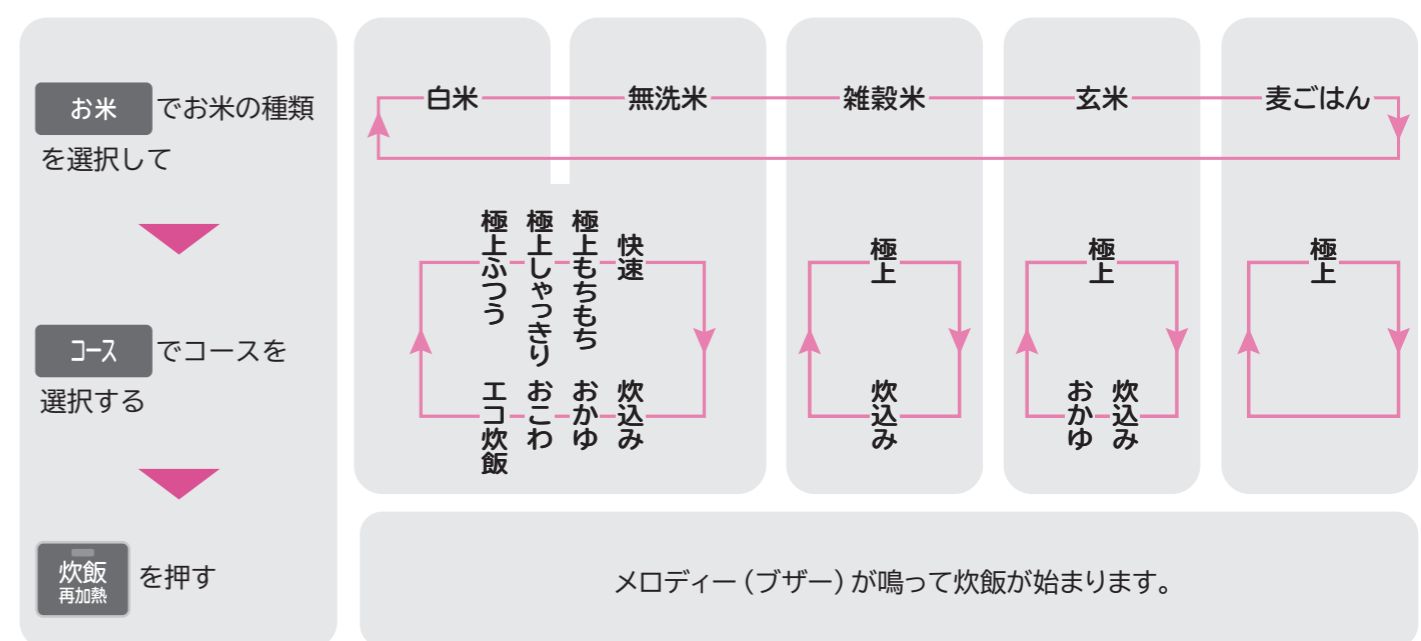 お米 でお米の種類
を選択して
コース でコースを
選択する
炊飯
再加熱
を押す
白米 無洗米 雑穀米 玄米 麦ごはん
極上ふつう
極上しゃっきり
極上もちもち
快速
炊込み
おかゆ
おこわ
エコ炊飯
極上
炊込み
極上
炊込み
おかゆ
極上
メロディー(ブザー)が鳴って炊飯が始まります。